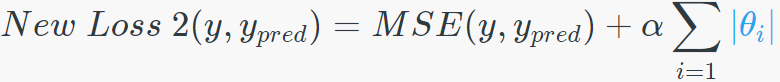 New Loss 2(y, y_pred) = MSE(y, y_pred) + α ∑_{i=1} |θ_i|